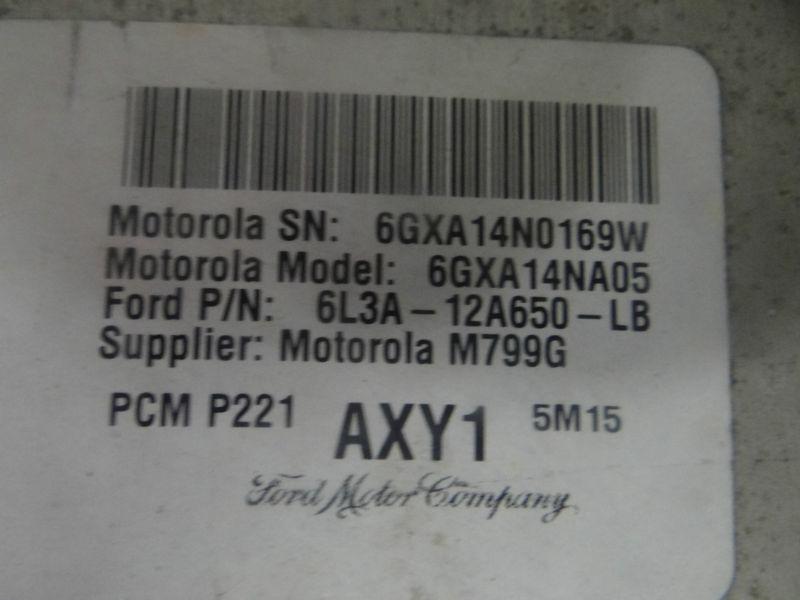 Motorola SN: 6GXA14N0169W
Motorola Model: 6GXA14NA05
Ford P/N: 6L3A-12A650-LB
Supplier: Motorola M799G
PCM P221 AXY1 5M15
Ford Motor Company